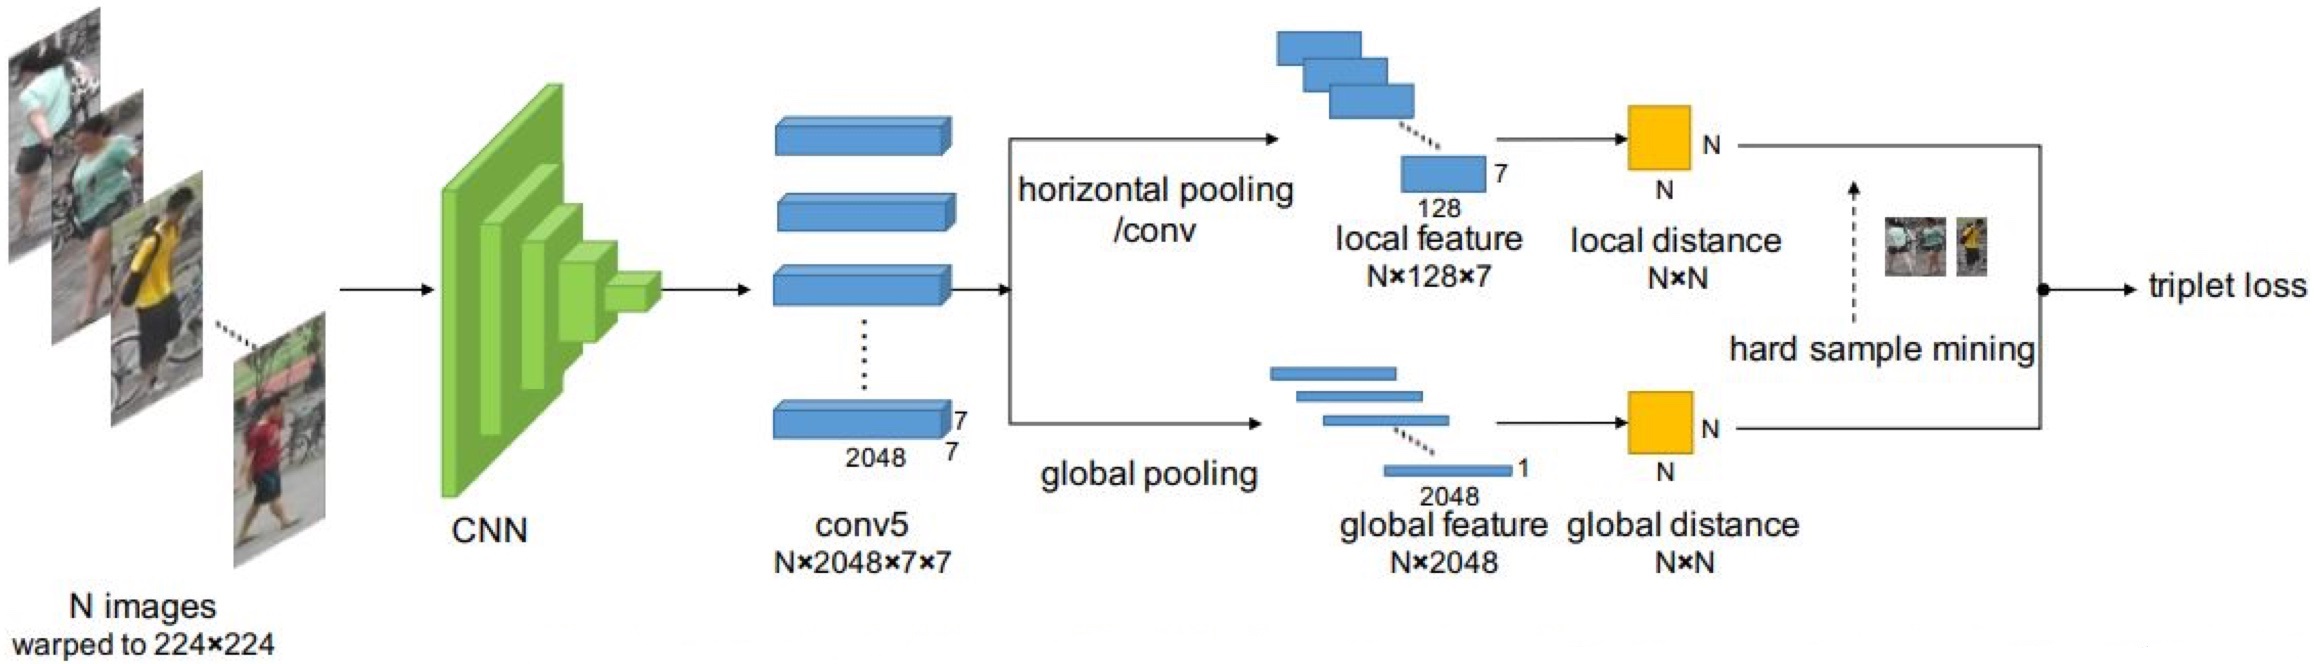 N images
warped to 224×224
CNN
7
2048
7
conv5
N×2048×7×7
horizontal pooling
/conv
7
128
local feature
N×128×7
N
N
local distance
N×N
global pooling
1
2048
global feature
N×2048
N
N
global distance
N×N
hard sample mining
triplet loss